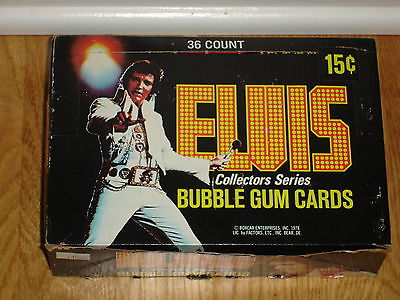 36 COUNT
15¢
ELVIS
Collectors Series
BUBBLE GUM CARDS
© BOXCAR ENTERPRISES, INC. 1978
LIC. by FACTORS, ETC., INC. BEAR, DE.